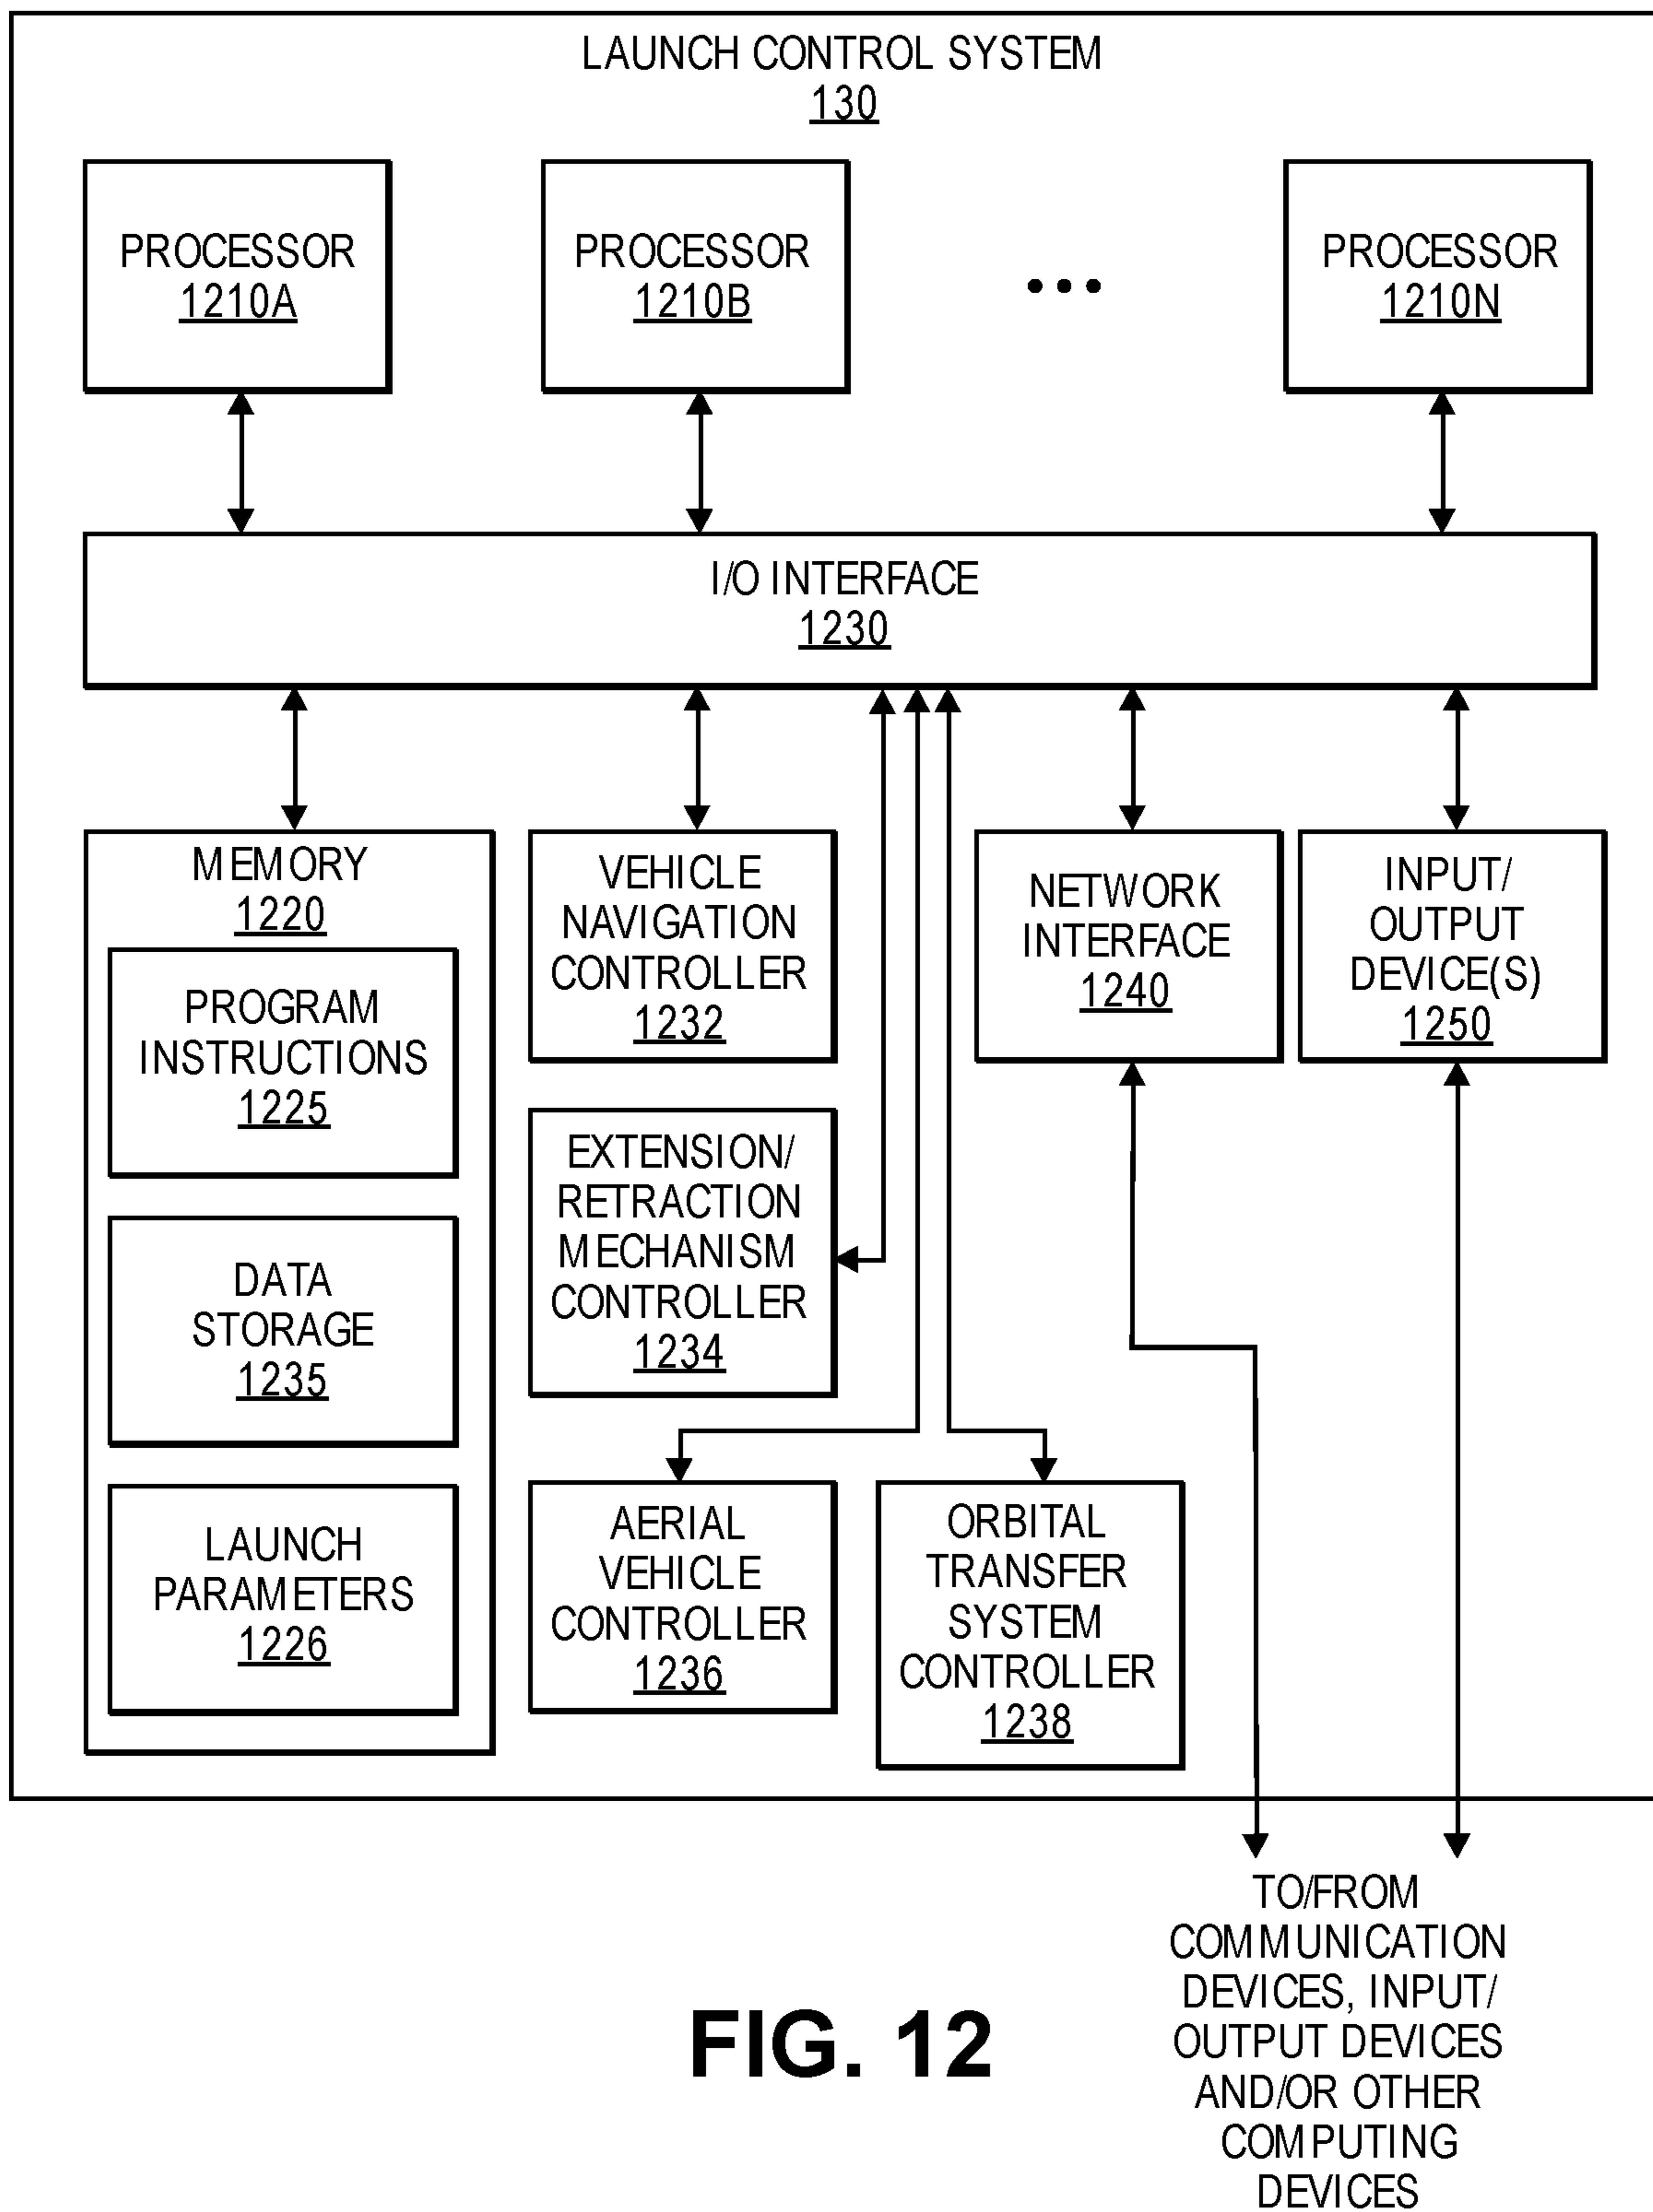 LAUNCH CONTROL SYSTEM
130
PROCESSOR
1210A
PROCESSOR
1210B
PROCESSOR
1210N
I/O INTERFACE
1230
MEMORY
1220
PROGRAM
INSTRUCTIONS
1225
DATA
STORAGE
1235
LAUNCH
PARAMETERS
1226
VEHICLE
NAVIGATION
CONTROLLER
1232
EXTENSION/
RETRACTION
MECHANISM
CONTROLLER
1234
AERIAL
VEHICLE
CONTROLLER
1236
ORBITAL
TRANSFER
SYSTEM
CONTROLLER
1238
NETWORK
INTERFACE
1240
INPUT/
OUTPUT
DEVICE(S)
1250
TO/FROM
COMMUNICATION
DEVICES, INPUT/
OUTPUT DEVICES
AND/OR OTHER
COMPUTING
DEVICES
FIG. 12